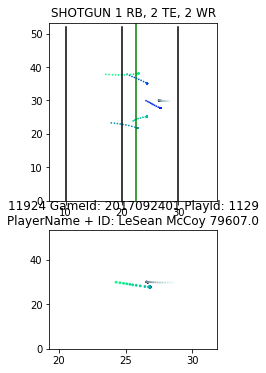 SHOTGUN 1 RB, 2 TE, 2 WR
50
40
30
20
10
0
10 20 30
11924 GameId: 2017092401 PlayId: 1129
PlayerName + ID: LeSean McCoy 79607.0
40
20
0
20 25 30